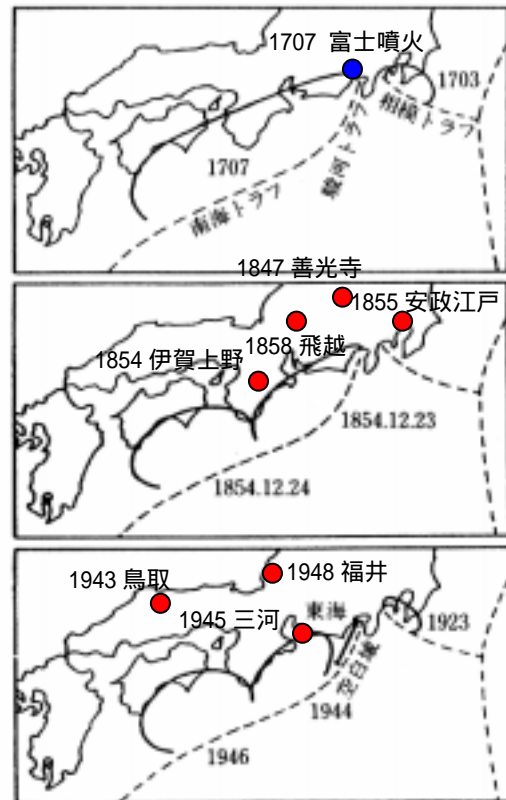 1707 富士噴火
1703
相模トラフ
駿河トラフ
1707
南海トラフ
1847 善光寺
1855 安政江戸
1858 飛越
1854 伊賀上野
1854.12.23
1854.12.24
1943 鳥取
1948 福井
1945 三河
東海
1923
空白域
1944
1946